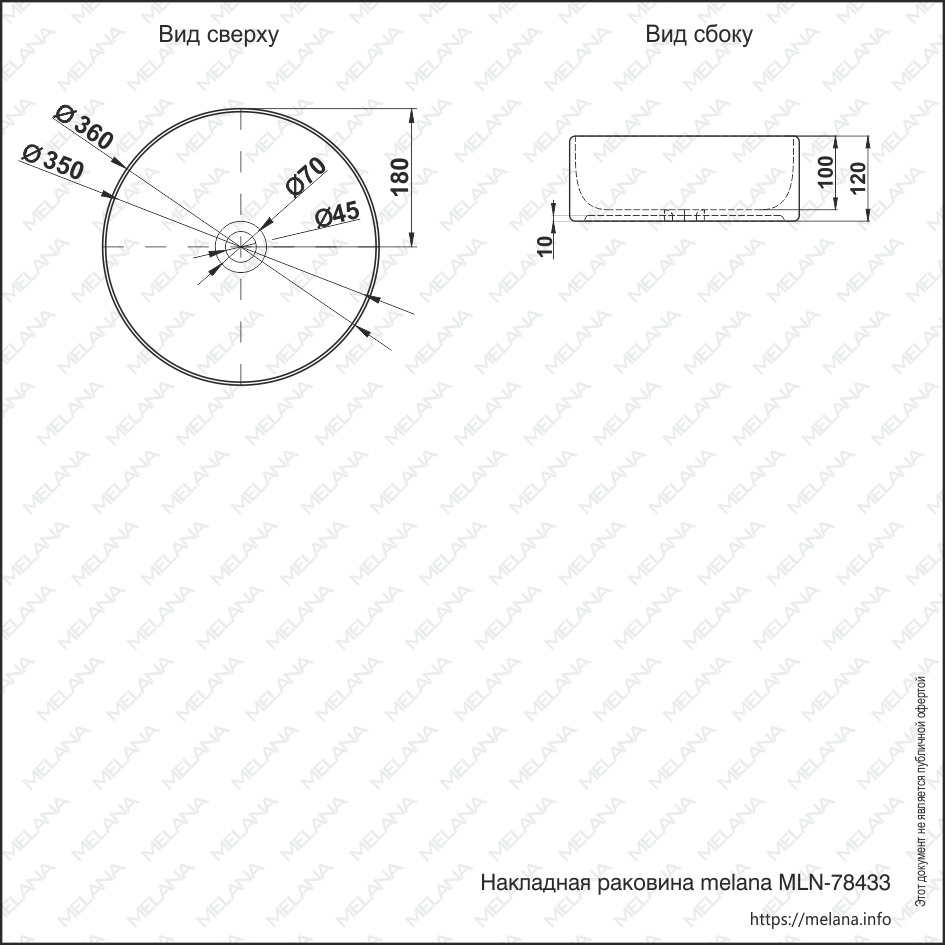 Вид сверху
Вид сбоку
Ø360
Ø350
Ø70
Ø45
180
100
120
10
Этот документ не является публичной офертой
Накладная раковина melana MLN-78433
https://melana.info
MELANA